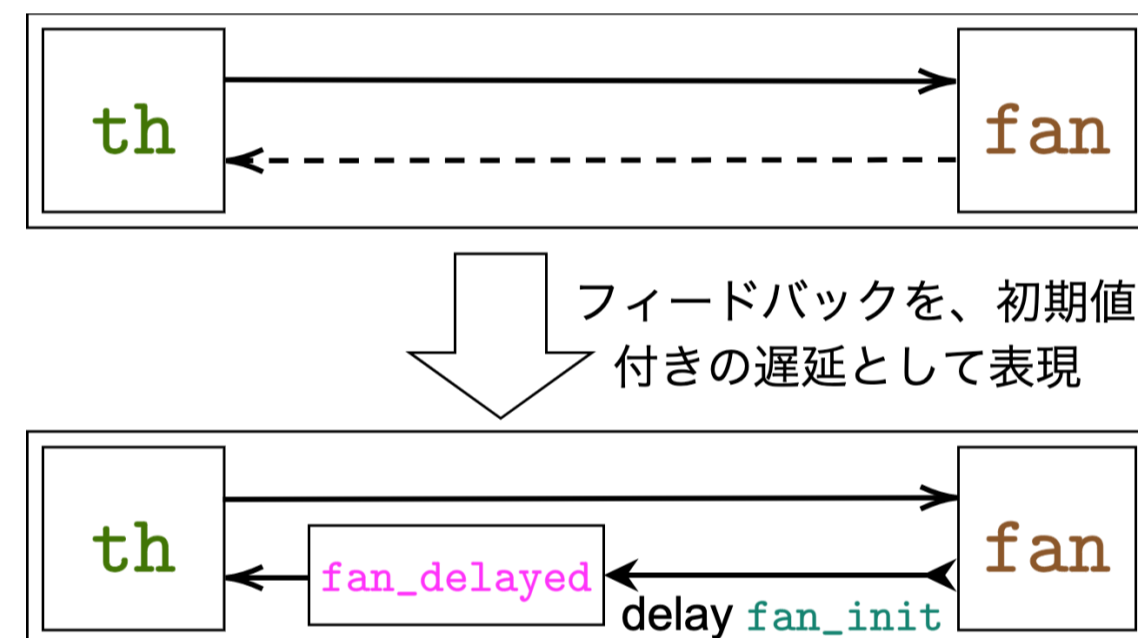 th
fan
フィードバックを、初期値
付きの遅延として表現
th
fan_delayed
fan
delay fan_init